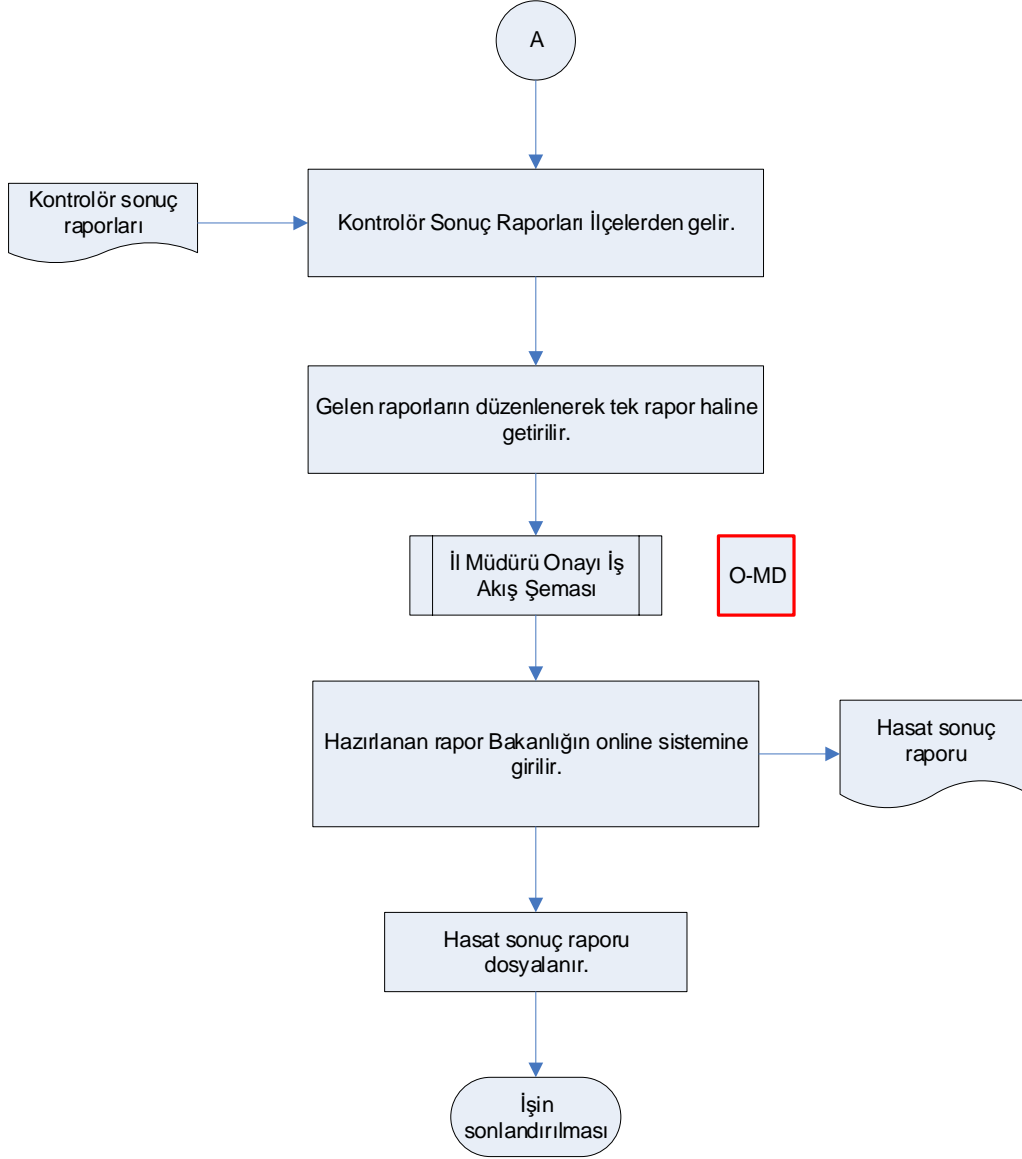 A
Kontrolör sonuç
raporları
Kontrolör Sonuç Raporları İlçelerden gelir.
Gelen raporların düzenlenerek tek rapor haline
getirilir.
İl Müdürü Onayı İş
Akış Şeması
O-MD
Hazırlanan rapor Bakanlığın online sistemine
girilir.
Hasat sonuç
raporu
Hasat sonuç raporu
dosyalanır.
İşin
sonlandırılması